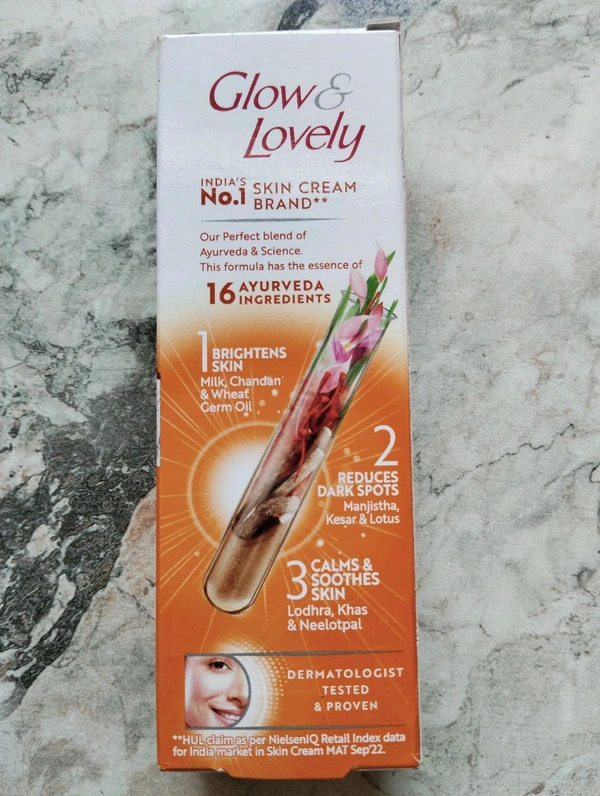 Glow &
Lovely
INDIA'S
No.1 SKIN CREAM
BRAND**
Our Perfect blend of
Ayurveda & Science.
This formula has the essence of
16 AYURVEDA
INGREDIENTS
1 BRIGHTENS
SKIN
Milk, Chandan
& Wheat
Germ Oil
2
REDUCES
DARK SPOTS
Manjistha,
Kesar & Lotus
3 CALMS &
SOOTHES
SKIN
Lodhra, Khas
& Neelotpal
DERMATOLOGIST
TESTED
& PROVEN
**HUL claim as per NielsenIQ Retail Index data
for India market in Skin Cream MAT Sep'22.